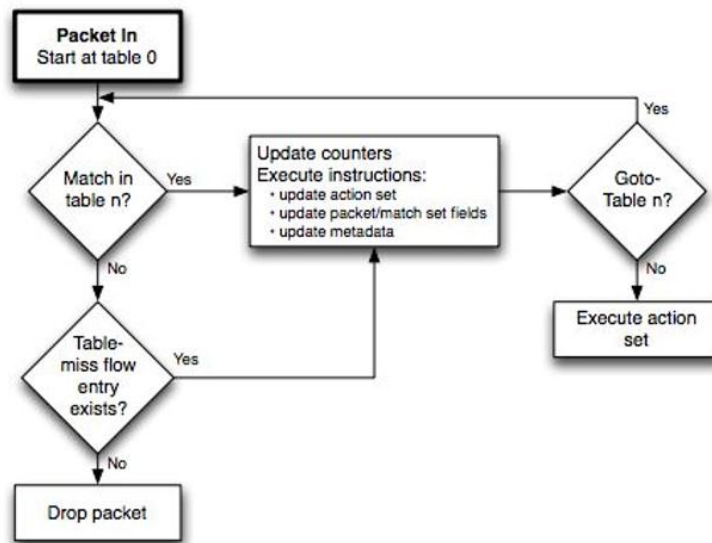 Packet In
Start at table 0
Yes
Match in
table n?
Yes
Update counters
Execute instructions:
• update action set
• update packet/match set fields
• update metadata
Goto-
Table n?
No
No
Table-
miss flow
entry
exists?
Yes
Execute action
set
No
Drop packet